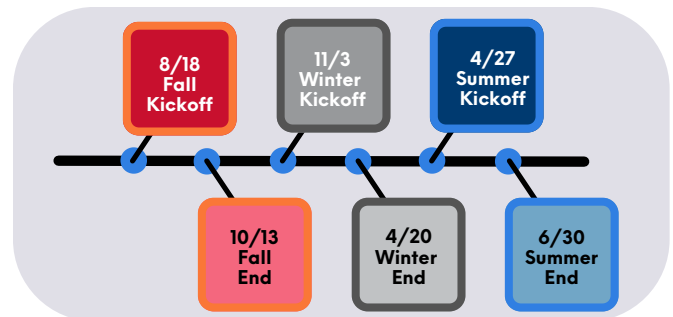 8/18
Fall
Kickoff
11/3
Winter
Kickoff
4/27
Summer
Kickoff
10/13
Fall
End
4/20
Winter
End
6/30
Summer
End